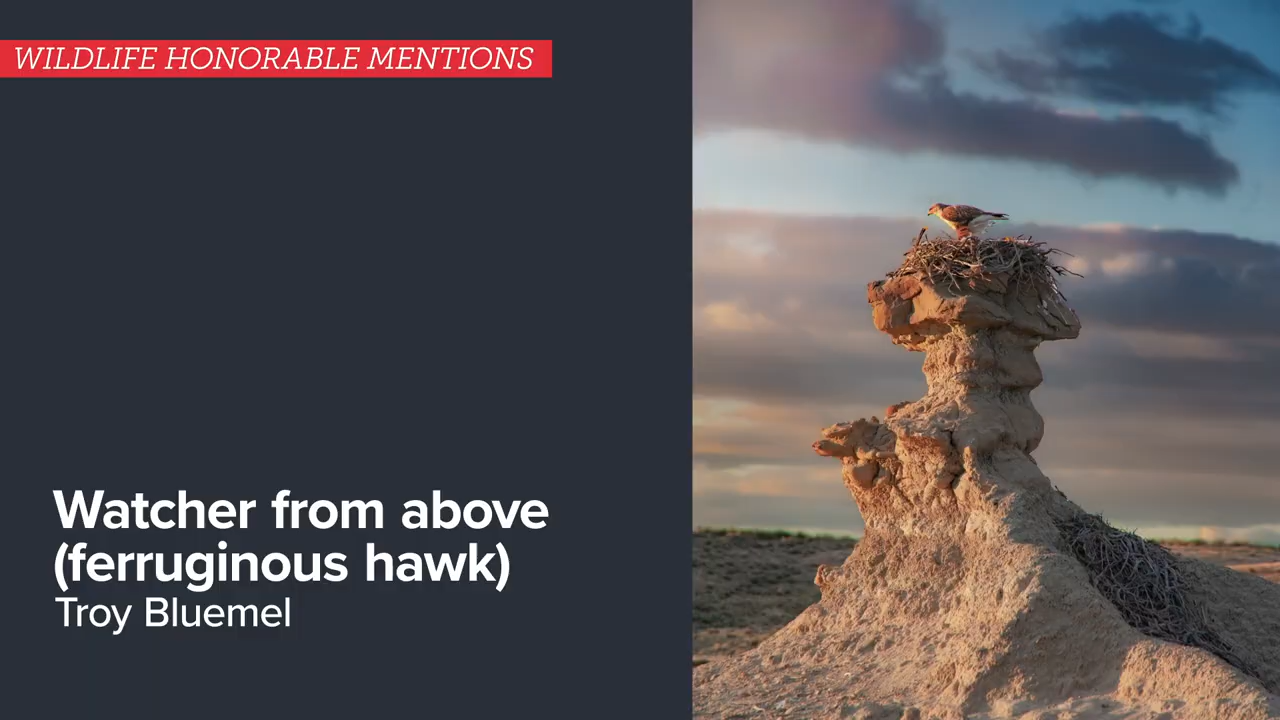 WILDLIFE HONORABLE MENTIONS
Watcher from above
(ferruginous hawk)
Troy Bluemel